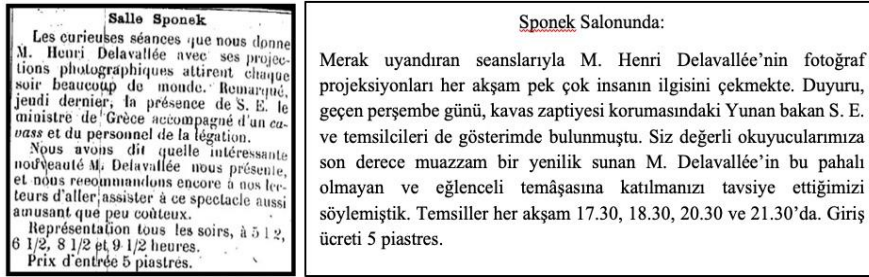 Salle Sponek
Les curieuses séances que nous donne
M. Henri Delavallée avec ses projec-
tions photographiques attirent chaque
soir beaucoup de monde. Remarqué,
jeudi dernier, la présence de S. E. le
ministre de Grèce accompagné d'un ca-
vass et du personnel de la légation.
Nous avons dit quelle intéressante
nouveauté M. Delavallée nous présente,
et nous recommandons encore à nos lec-
teurs d'aller assister à ce spectacle aussi
amusant que peu coûteux.
Représentation tous les soirs, à 5 1 2,
6 1/2, 8 1/2 et 9 1/2 heures.
Prix d'entrée 5 piastres.
Sponek Salonunda:
Merak uyandıran seanslarıyla M. Henri Delavallée'nin fotoğraf
projeksiyonları her akşam pek çok insanın ilgisini çekmekte. Duyuru,
geçen perşembe günü, kavas zaptiyesi korumasındaki Yunan bakan S. E.
ve temsilcileri de gösterimde bulunmuştu. Siz değerli okuyucularımıza
son derece muazzam bir yenilik sunan M. Delavallée'in bu pahalı
olmayan ve eğlenceli temâşasına katılmanızı tavsiye ettiğimizi
söylemiştik. Temsiller her akşam 17.30, 18.30, 20.30 ve 21.30'da. Giriş
ücreti 5 piastres.